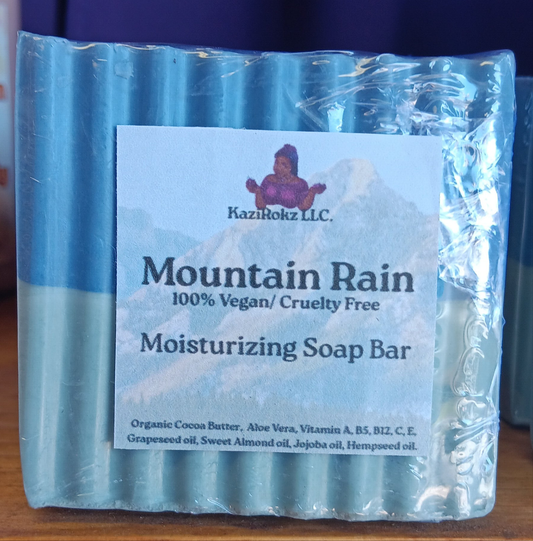 KaziRokz LLC.
Mountain Rain
100% Vegan/ Cruelty Free
Moisturizing Soap Bar
Organic Cocoa Butter, Aloe Vera, Vitamin A, B5, B12, C, E,
Grapeseed oil, Sweet Almond oil, Jojoba oil, Hempseed oil.